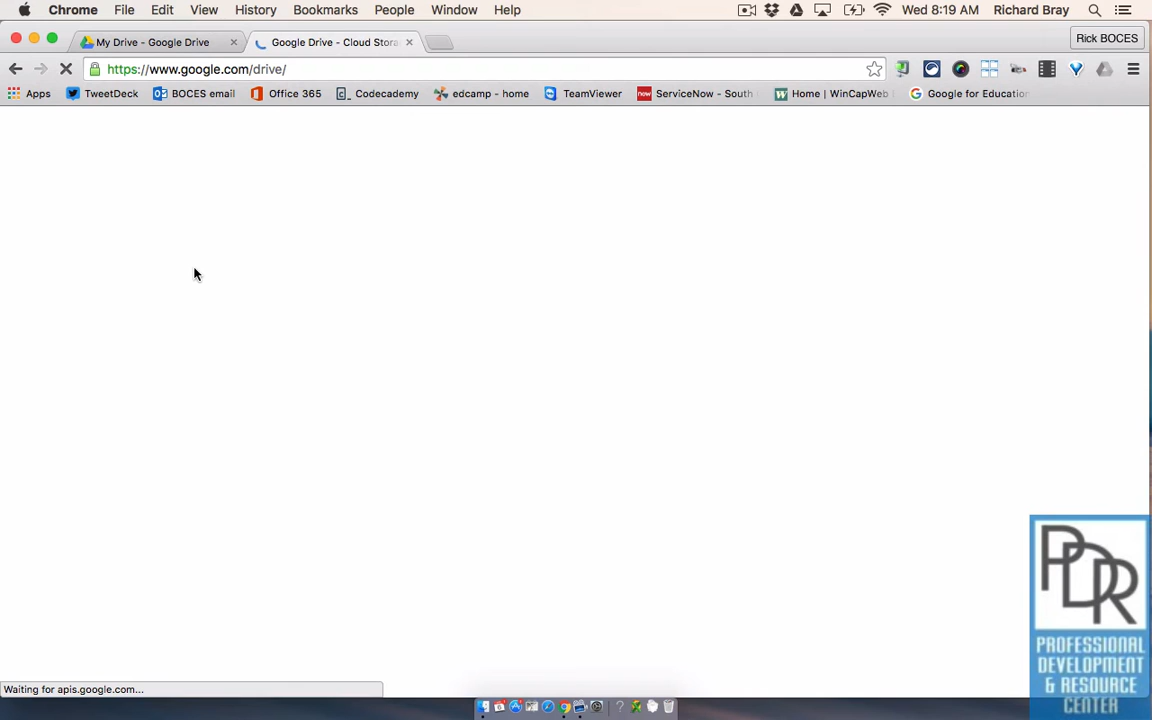 Chrome File Edit View History Bookmarks People Window Help Wed 8:19 AM Richard Bray
My Drive - Google Drive Google Drive - Cloud Stora Rick BOCES
https://www.google.com/drive/
Apps TweetDeck BOCES email Office 365 Codecademy edcamp - home TeamViewer ServiceNow - South Home | WinCapWeb Google for Education
Waiting for apis.google.com...
PDR
PROFESSIONAL
DEVELOPMENT
& RESOURCE
CENTER